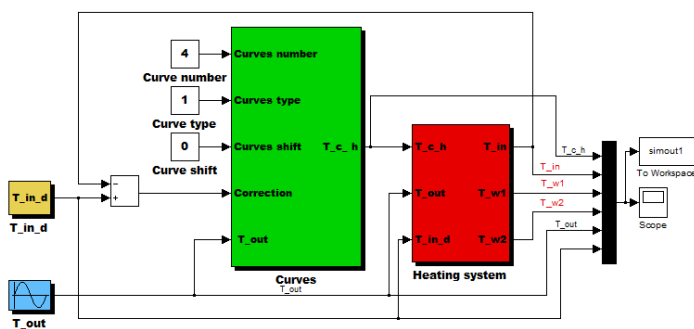 4
Curve number
1
Curve type
0
Curve shift
Curves number
Curves type
Curves shift
T_c_ h
Correction
T_out
Curves
T_in_d
T_in_d
−
+
T_out
T_out
T_c_h
T_in
T_out
T_w1
T_in_d
T_w2
Heating system
T_c_h
T_in
T_w1
T_w2
T_out
simout1
To Workspace
Scope